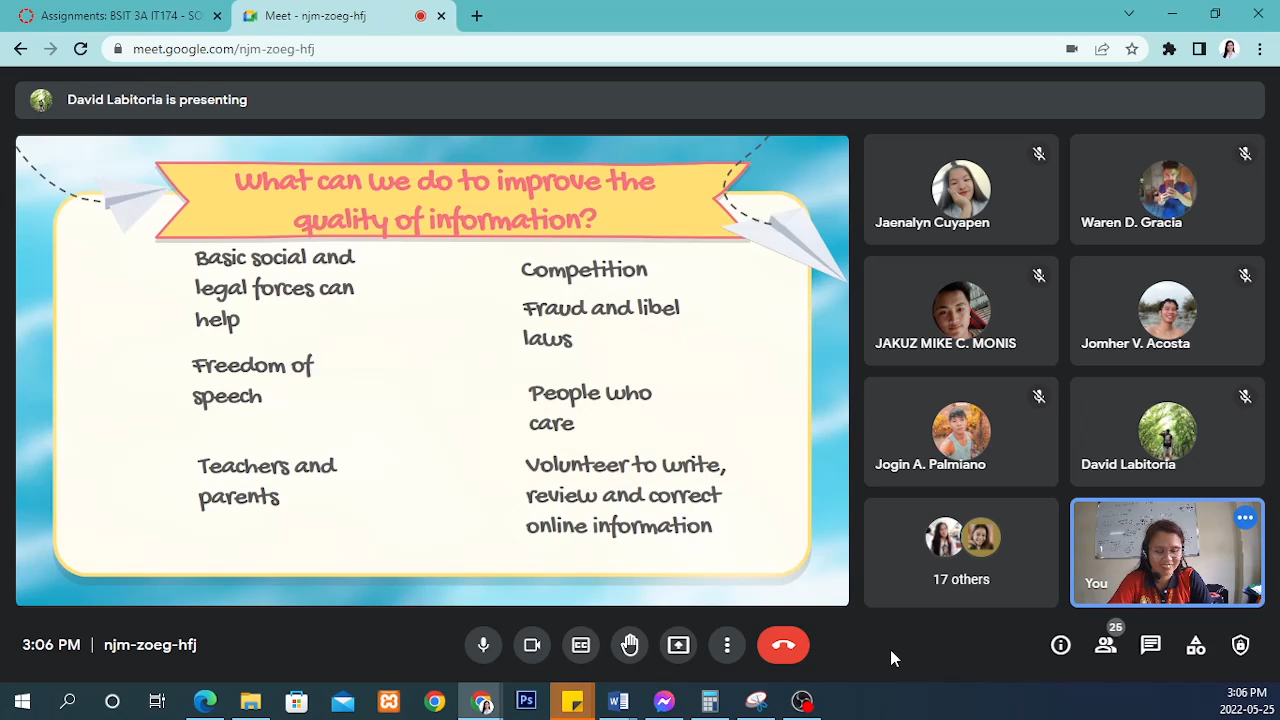 Assignments: BSIT 3A IT174 - SO
Meet - njm-zoeg-hfj
meet.google.com/njm-zoeg-hfj
David Labitoria is presenting
What can we do to improve the
quality of information?
Basic social and
legal forces can
help
Freedom of
speech
Teachers and
parents
Competition
Fraud and libel
laws
People who
care
Volunteer to write,
review and correct
online information
Jaenalyn Cuyapen
Waren D. Gracia
JAKUZ MIKE C. MONIS
Jomher V. Acosta
Jogin A. Palmiano
David Labitoria
17 others
You
3:06 PM | njm-zoeg-hfj
25
3:06 PM
2022-05-25